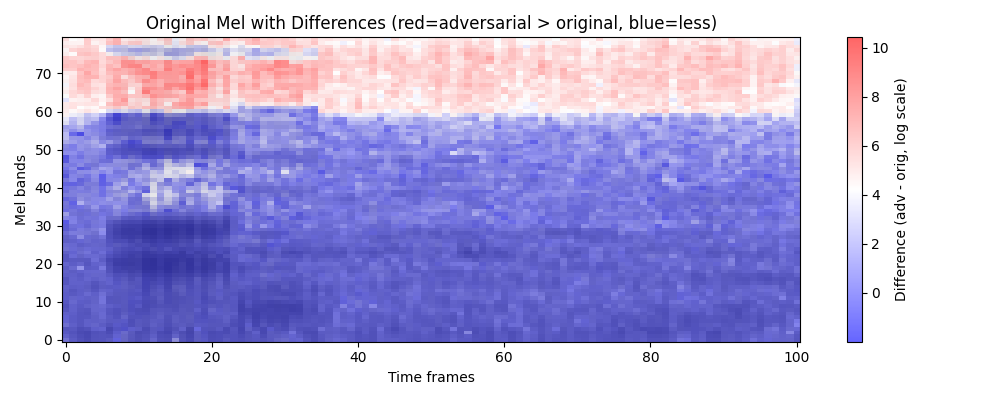 Original Mel with Differences (red=adversarial > original, blue=less)
Mel bands
70
60
50
40
30
20
10
0
0 20 40 60 80 100
Time frames
10
8
6
4
2
0
Difference (adv - orig, log scale)